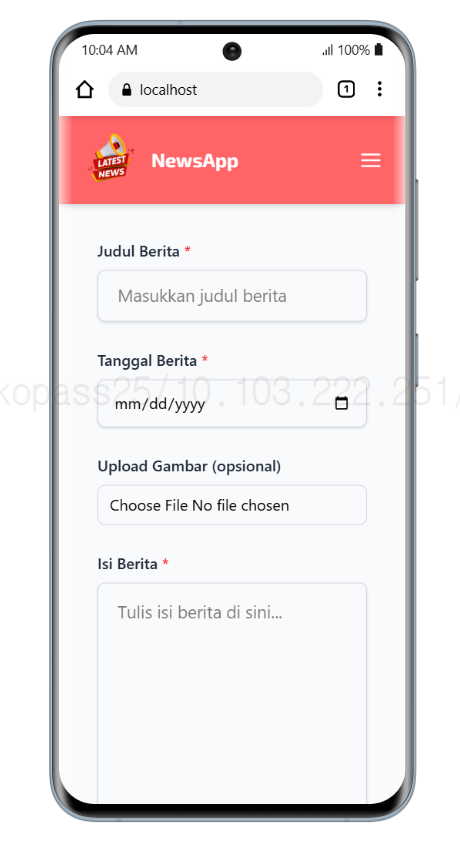 10:04 AM
100%
localhost
1
LATEST
NEWS
NewsApp
Judul Berita *
Masukkan judul berita
Tanggal Berita *
kopass25/10.103.222.251/
mm/dd/yyyy
Upload Gambar (opsional)
Choose File No file chosen
Isi Berita *
Tulis isi berita di sini...